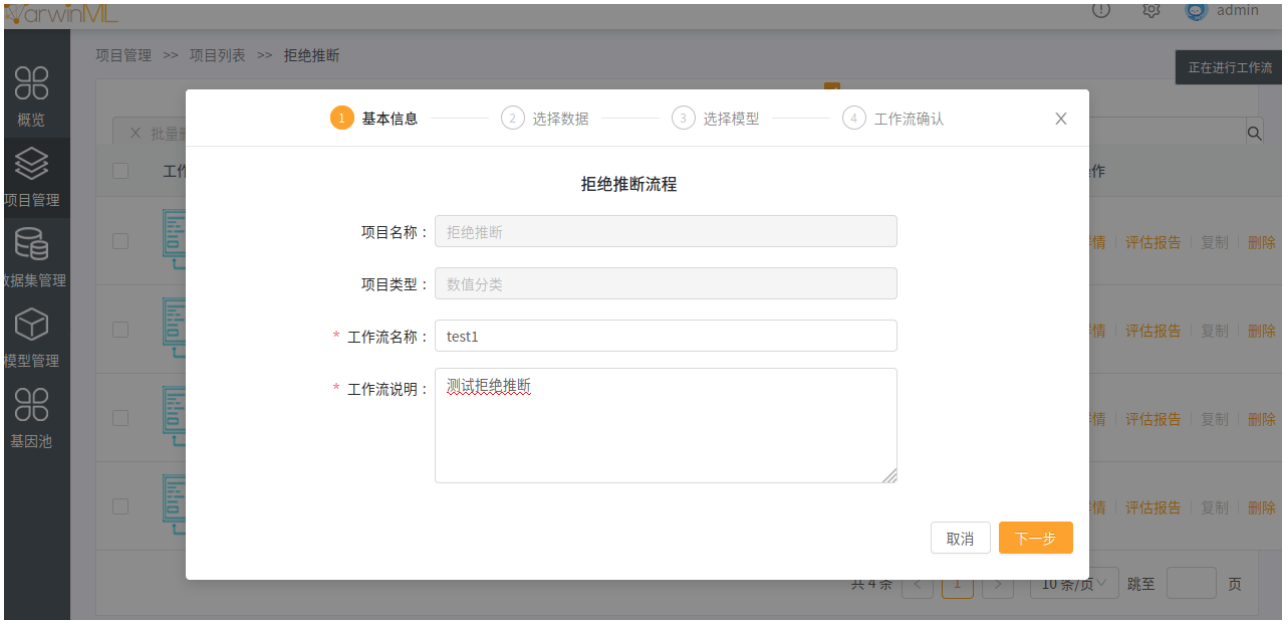 arwinML
admin
项目管理 >> 项目列表 >> 拒绝推断
正在进行工作流
概览
项目管理
数据集管理
模型管理
基因池
1 基本信息
2 选择数据
3 选择模型
4 工作流确认
X
X 批量
拒绝推断流程
项目名称：
拒绝推断
项目类型：
数值分类
* 工作流名称：
test1
* 工作流说明：
测试拒绝推断
取消
下一步
工作
作
情 评估报告 复制 删除
情 评估报告 复制 删除
情 评估报告 复制 删除
情 评估报告 复制 删除
共 4 条 < 1 > 10 条/页 跳至 页